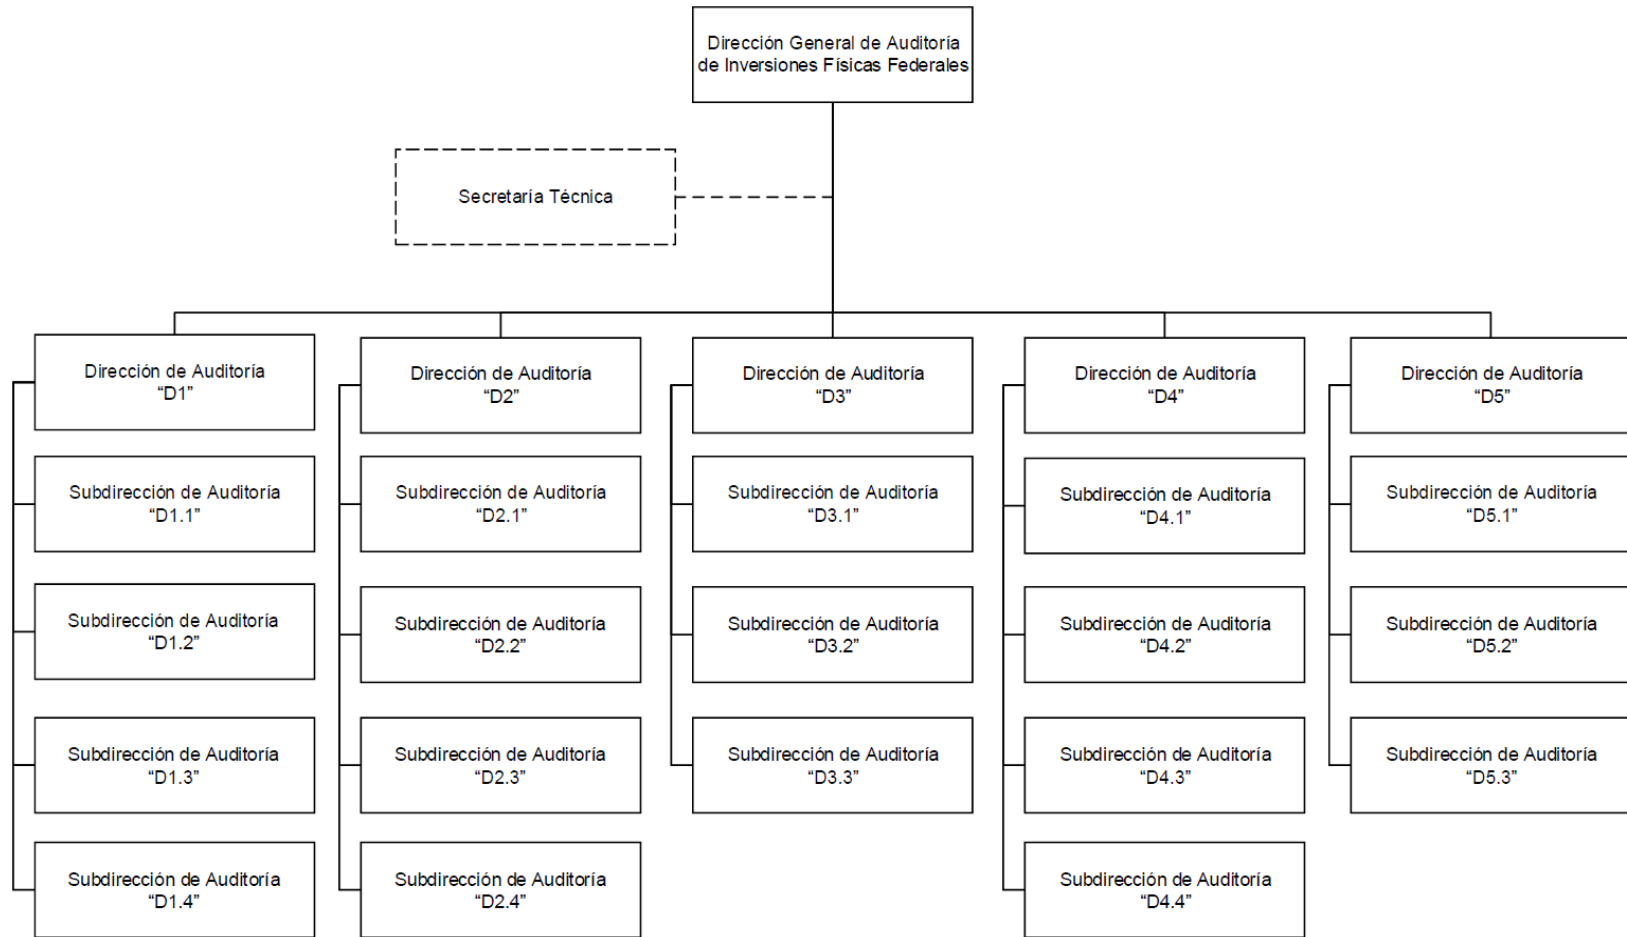 Dirección General de Auditoría
de Inversiones Físicas Federales
Secretaría Técnica
Dirección de Auditoría
“D1”
Dirección de Auditoría
“D2”
Dirección de Auditoría
“D3”
Dirección de Auditoría
“D4”
Dirección de Auditoría
“D5”
Subdirección de Auditoría
“D1.1”
Subdirección de Auditoría
“D2.1”
Subdirección de Auditoría
“D3.1”
Subdirección de Auditoría
“D4.1”
Subdirección de Auditoría
“D5.1”
Subdirección de Auditoría
“D1.2”
Subdirección de Auditoría
“D2.2”
Subdirección de Auditoría
“D3.2”
Subdirección de Auditoría
“D4.2”
Subdirección de Auditoría
“D5.2”
Subdirección de Auditoría
“D1.3”
Subdirección de Auditoría
“D2.3”
Subdirección de Auditoría
“D3.3”
Subdirección de Auditoría
“D4.3”
Subdirección de Auditoría
“D5.3”
Subdirección de Auditoría
“D1.4”
Subdirección de Auditoría
“D2.4”
Subdirección de Auditoría
“D4.4”